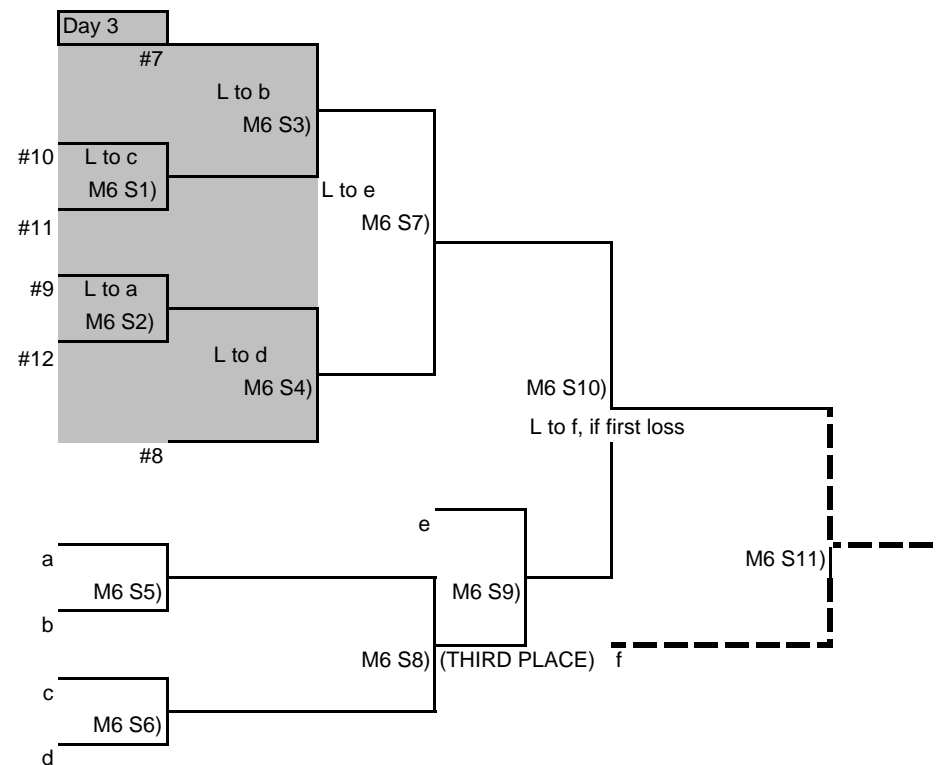 Day 3
#7
L to b
M6 S3)
#10
L to c
M6 S1)
#11
L to e
M6 S7)
#9
L to a
M6 S2)
#12
L to d
M6 S4)
#8
M6 S10)
L to f, if first loss
e
a
M6 S5)
b
M6 S9)
M6 S11)
M6 S8) (THIRD PLACE) f
c
M6 S6)
d